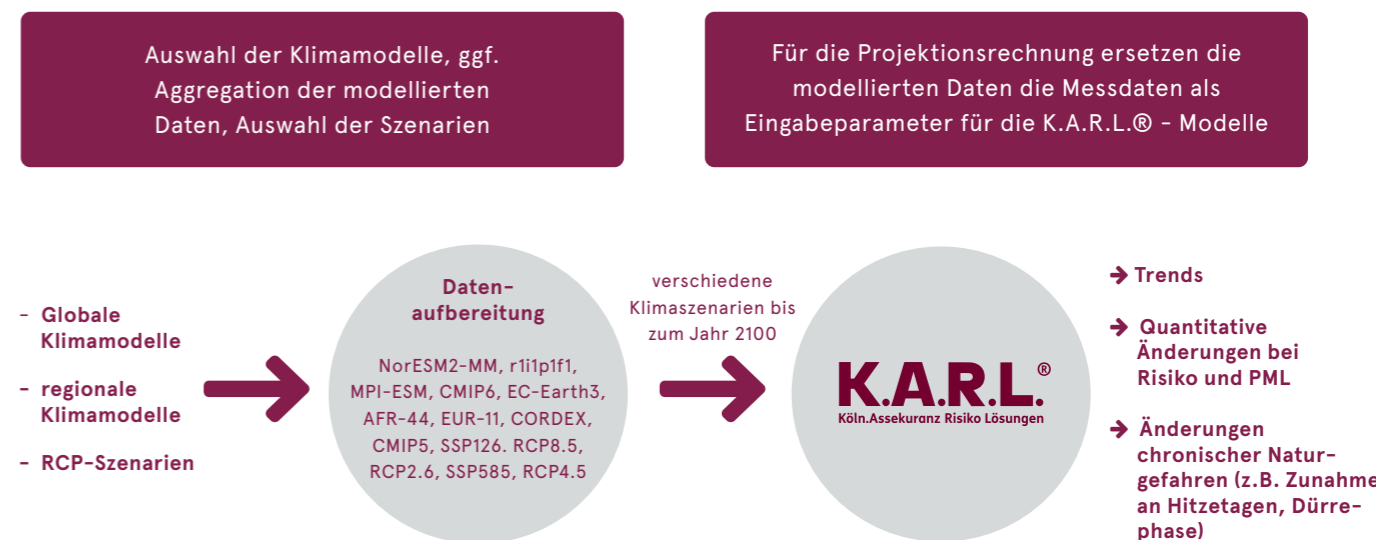 Auswahl der Klimamodelle, ggf.
Aggregation der modellierten
Daten, Auswahl der Szenarien
Für die Projektionsrechnung ersetzen die
modellierten Daten die Messdaten als
Eingabeparameter für die K.A.R.L.® - Modelle
- Globale
Klimamodelle
- regionale
Klimamodelle
- RCP-Szenarien
Daten-
aufbereitung
NorESM2-MM, r1i1p1f1,
MPI-ESM, CMIP6, EC-Earth3,
AFR-44, EUR-11, CORDEX,
CMIP5, SSP126. RCP8.5,
RCP2.6, SSP585, RCP4.5
verschiedene
Klimaszenarien bis
zum Jahr 2100
K.A.R.L.®
Köln.Assekuranz Risiko Lösungen
→ Trends
→ Quantitative
Änderungen bei
Risiko und PML
→ Änderungen
chronischer Natur-
gefahren (z.B. Zunahme
an Hitzetagen, Dürre-
phase)